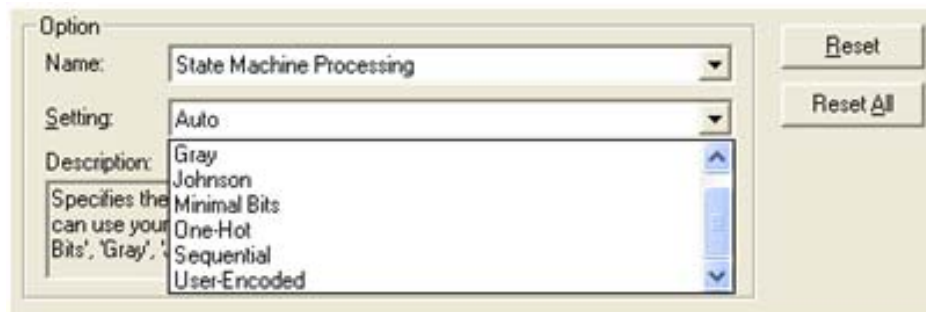 Option
Name:
State Machine Processing
Reset
Setting:
Auto
Reset All
Description:
Gray
Johnson
Minimal Bits
One-Hot
Sequential
User-Encoded
Specifies the
can use your
Bits', 'Gray', '